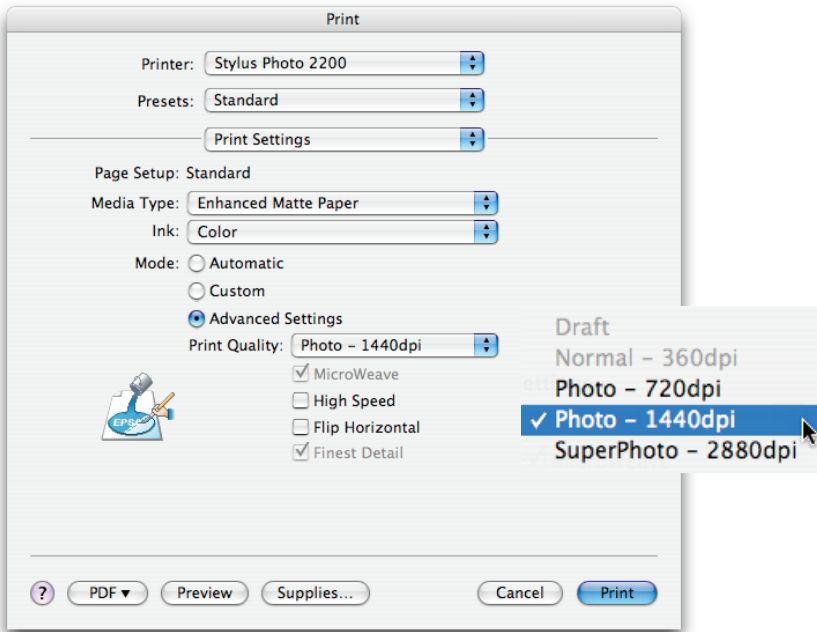 Print
Printer: Stylus Photo 2200
Presets: Standard
Print Settings
Page Setup: Standard
Media Type: Enhanced Matte Paper
Ink: Color
Mode: Automatic
Custom
Advanced Settings
Print Quality: Photo – 1440dpi
MicroWeave
High Speed
Flip Horizontal
Finest Detail
Draft
Normal – 360dpi
Photo – 720dpi
✓ Photo – 1440dpi
SuperPhoto – 2880dpi
? PDF ▼ Preview Supplies... Cancel Print